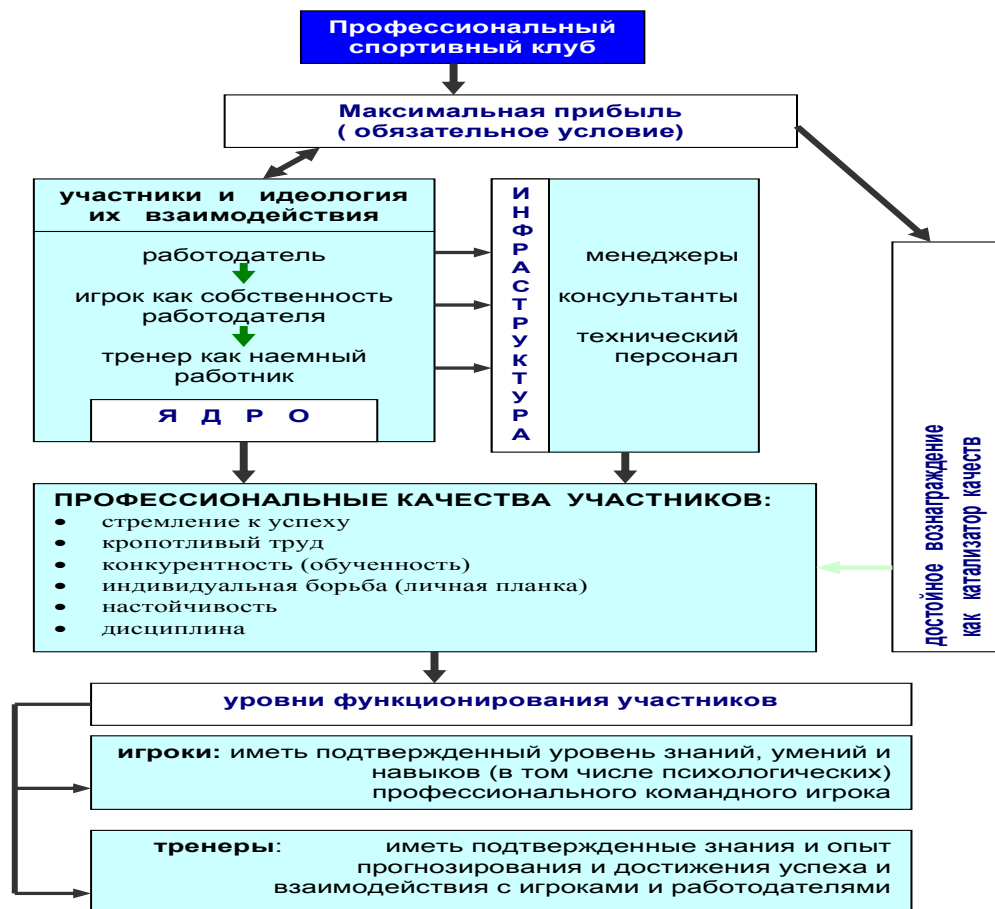 Профессиональный
спортивный клуб
Максимальная прибыль
( обязательное условие)
участники и идеология
их взаимодействия
работодатель
игрок как собственность
работодателя
тренер как наемный
работник
Я Д Р О
ИНФРАСТРУКТУРА
менеджеры
консультанты
технический
персонал
достойное вознаграждение
как катализатор качеств
ПРОФЕССИОНАЛЬНЫЕ КАЧЕСТВА УЧАСТНИКОВ:
• стремление к успеху
• кропотливый труд
• конкурентность (обученность)
• индивидуальная борьба (личная планка)
• настойчивость
• дисциплина
уровни функционирования участников
игроки: иметь подтвержденный уровень знаний, умений и
навыков (в том числе психологических)
профессионального командного игрока
тренеры: иметь подтвержденные знания и опыт
прогнозирования и достижения успеха и
взаимодействия с игроками и работодателями